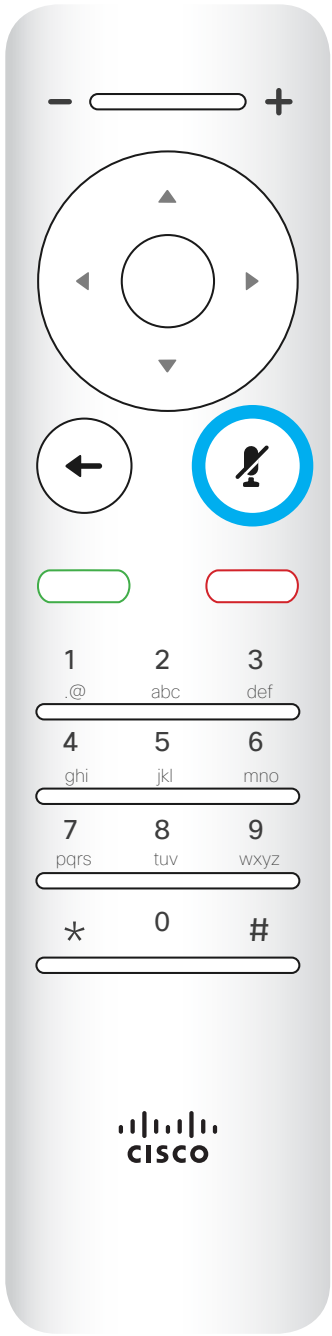 − +
1 2 3
.@ abc def
4 5 6
ghi jkl mno
7 8 9
pqrs tuv wxyz
* 0 #
CISCO